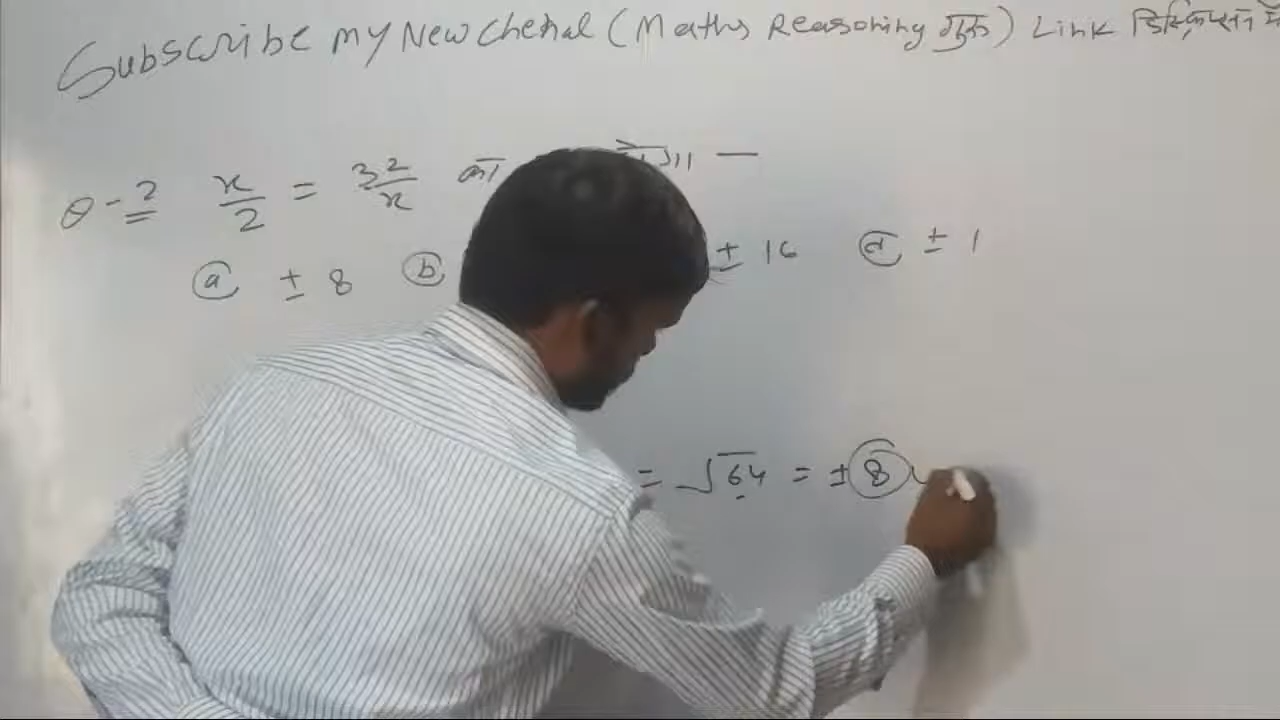 Subscribe my New Chenal (Maths Reasoning गुरु) Link
Q-2 x/2 = 32/x का
(a) ± 8 (b) ± 16 (d) ± 1
= √64 = ± 8